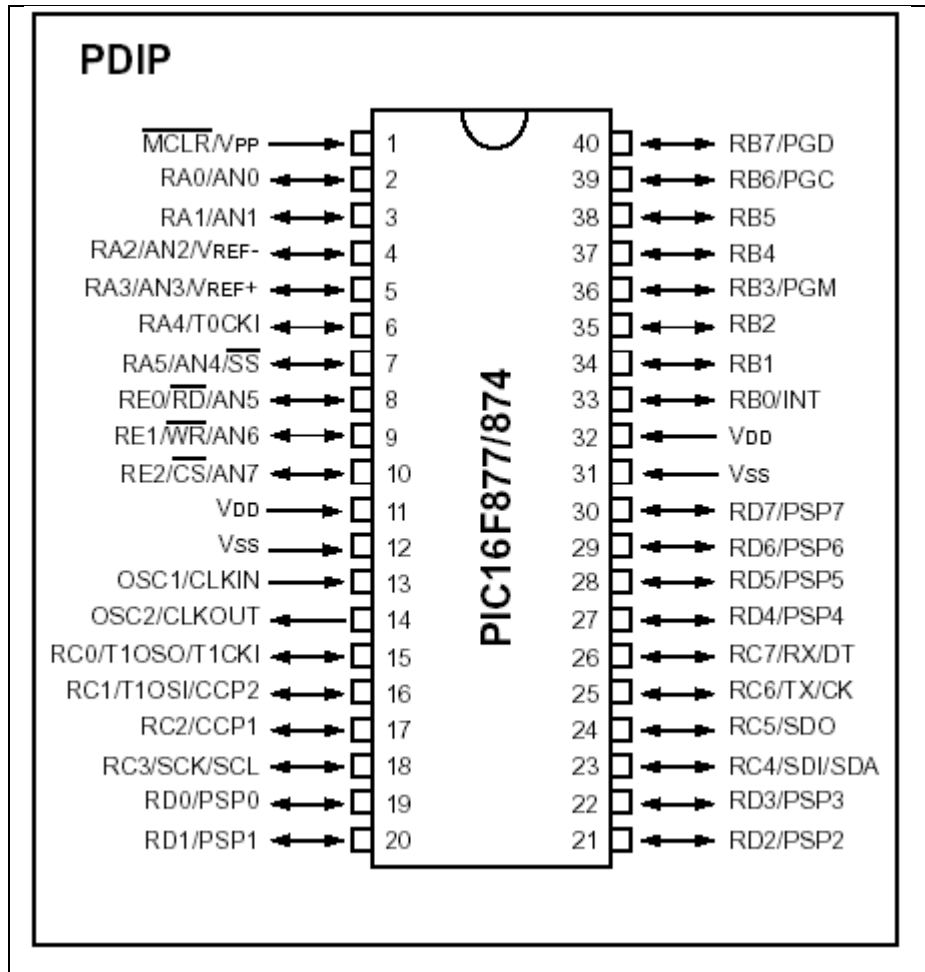 PDIP
MCLR/VPP 1 40 RB7/PGD
RA0/AN0 2 39 RB6/PGC
RA1/AN1 3 38 RB5
RA2/AN2/VREF- 4 37 RB4
RA3/AN3/VREF+ 5 36 RB3/PGM
RA4/T0CKI 6 35 RB2
RA5/AN4/SS 7 34 RB1
RE0/RD/AN5 8 33 RB0/INT
RE1/WR/AN6 9 32 VDD
RE2/CS/AN7 10 31 VSS
VDD 11 30 RD7/PSP7
VSS 12 29 RD6/PSP6
OSC1/CLKIN 13 28 RD5/PSP5
OSC2/CLKOUT 14 27 RD4/PSP4
RC0/T1OSO/T1CKI 15 26 RC7/RX/DT
RC1/T1OSI/CCP2 16 25 RC6/TX/CK
RC2/CCP1 17 24 RC5/SDO
RC3/SCK/SCL 18 23 RC4/SDI/SDA
RD0/PSP0 19 22 RD3/PSP3
RD1/PSP1 20 21 RD2/PSP2
PIC16F877/874